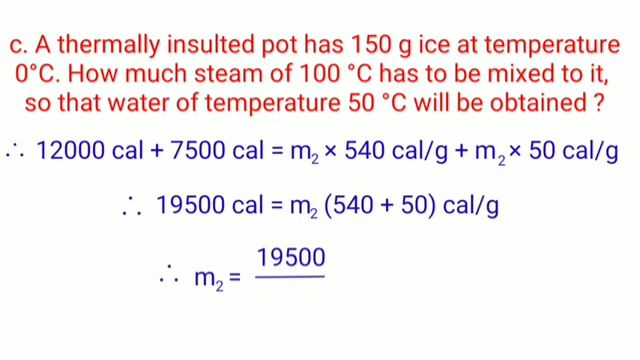 c. A thermally insulted pot has 150 g ice at temperature
0°C. How much steam of 100 °C has to be mixed to it,
so that water of temperature 50 °C will be obtained ?
∴ 12000 cal + 7500 cal = m₂ × 540 cal/g + m₂ × 50 cal/g
∴ 19500 cal = m₂ (540 + 50) cal/g
19500
∴ m₂ =